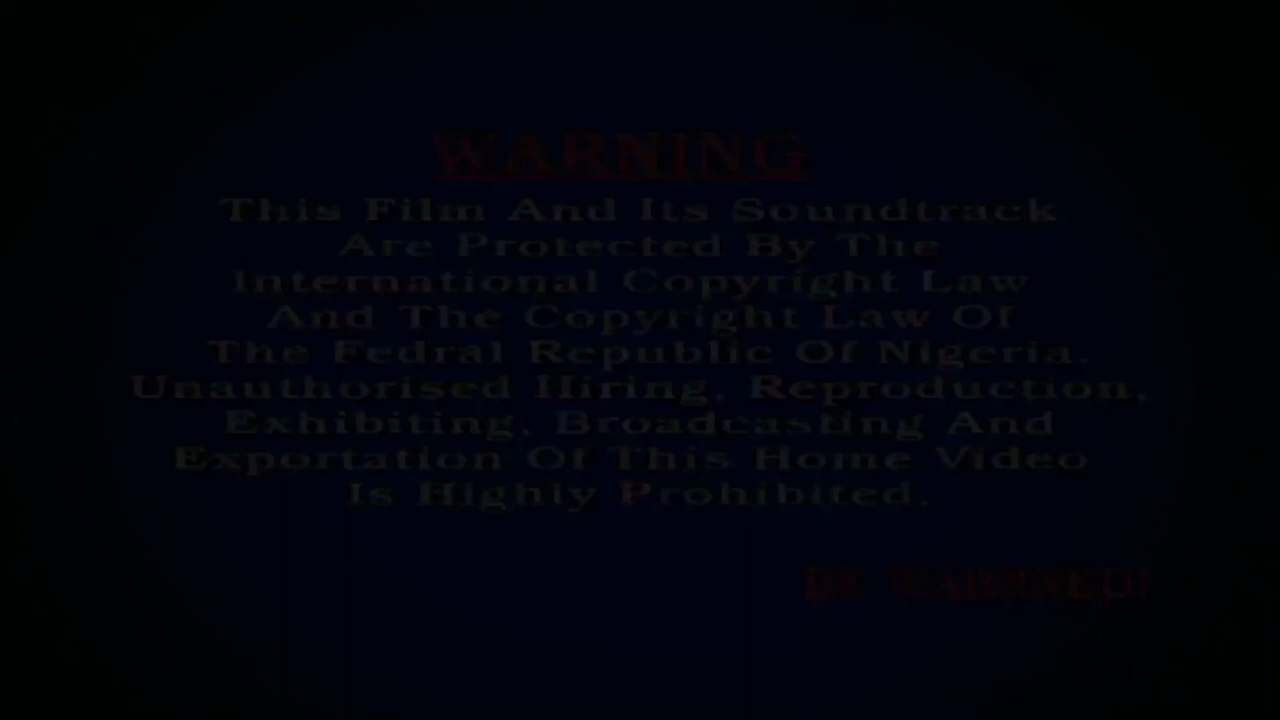 WARNING
This Film And Its Soundtrack
Are Protected By The
International Copyright Law
And The Copyright Law Of
The Fedral Republic Of Nigeria.
Unauthorised Hiring, Reproduction,
Exhibiting, Broadcasting And
Exportation Of This Home Video
Is Highly Prohibited.
BE